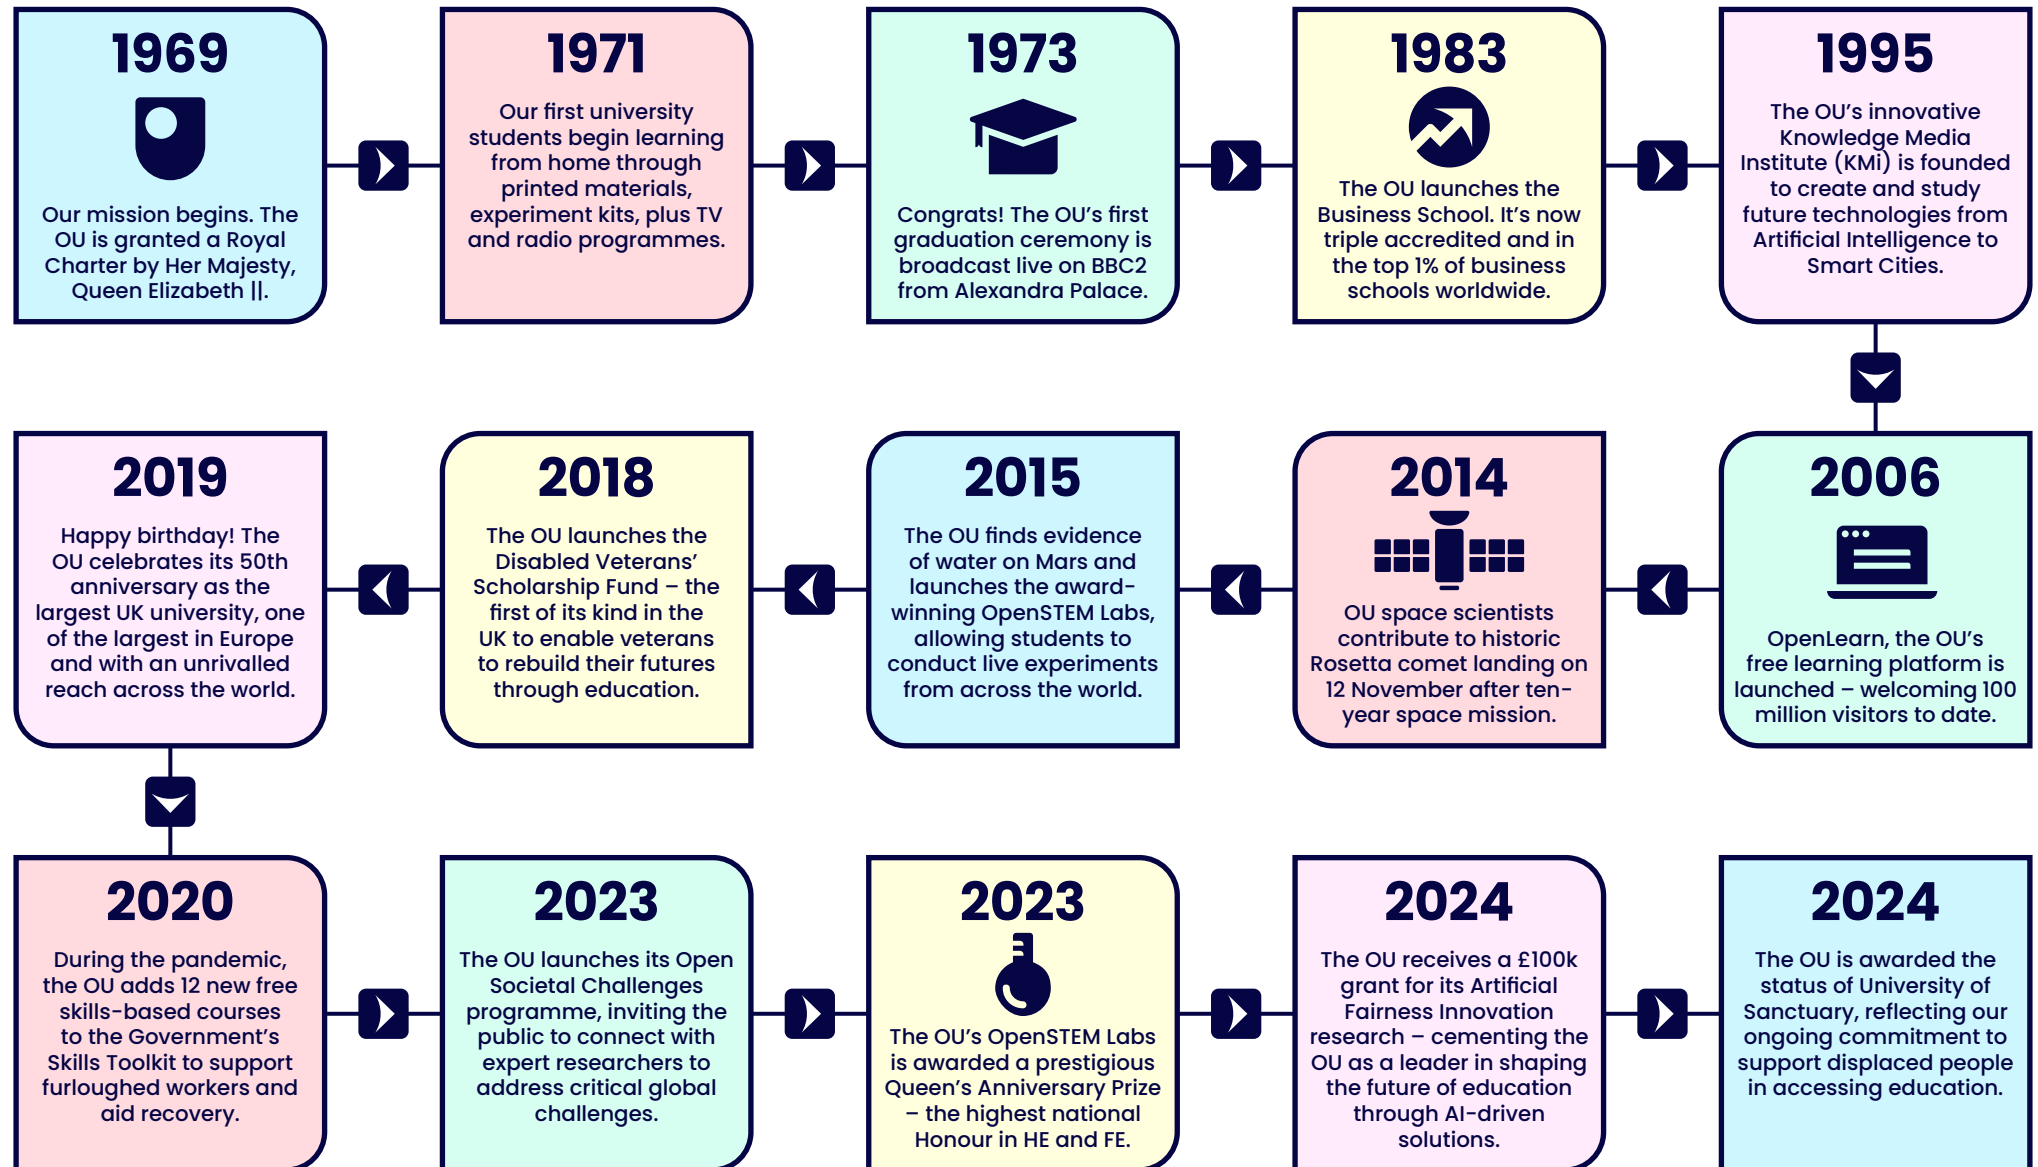 1969
Our mission begins. The
OU is granted a Royal
Charter by Her Majesty,
Queen Elizabeth ||.
1971
Our first university
students begin learning
from home through
printed materials,
experiment kits, plus TV
and radio programmes.
1973
Congrats! The OU’s first
graduation ceremony is
broadcast live on BBC2
from Alexandra Palace.
1983
The OU launches the
Business School. It’s now
triple accredited and in
the top 1% of business
schools worldwide.
1995
The OU’s innovative
Knowledge Media
Institute (KMi) is founded
to create and study
future technologies from
Artificial Intelligence to
Smart Cities.
2006
OpenLearn, the OU’s
free learning platform is
launched – welcoming 100
million visitors to date.
2014
OU space scientists
contribute to historic
Rosetta comet landing on
12 November after ten-
year space mission.
2015
The OU finds evidence
of water on Mars and
launches the award-
winning OpenSTEM Labs,
allowing students to
conduct live experiments
from across the world.
2018
The OU launches the
Disabled Veterans’
Scholarship Fund – the
first of its kind in the
UK to enable veterans
to rebuild their futures
through education.
2019
Happy birthday! The
OU celebrates its 50th
anniversary as the
largest UK university, one
of the largest in Europe
and with an unrivalled
reach across the world.
2020
During the pandemic,
the OU adds 12 new free
skills-based courses
to the Government’s
Skills Toolkit to support
furloughed workers and
aid recovery.
2023
The OU launches its Open
Societal Challenges
programme, inviting the
public to connect with
expert researchers to
address critical global
challenges.
2023
The OU’s OpenSTEM Labs
is awarded a prestigious
Queen’s Anniversary Prize
– the highest national
Honour in HE and FE.
2024
The OU receives a £100k
grant for its Artificial
Fairness Innovation
research – cementing the
OU as a leader in shaping
the future of education
through AI-driven
solutions.
2024
The OU is awarded the
status of University of
Sanctuary, reflecting our
ongoing commitment to
support displaced people
in accessing education.